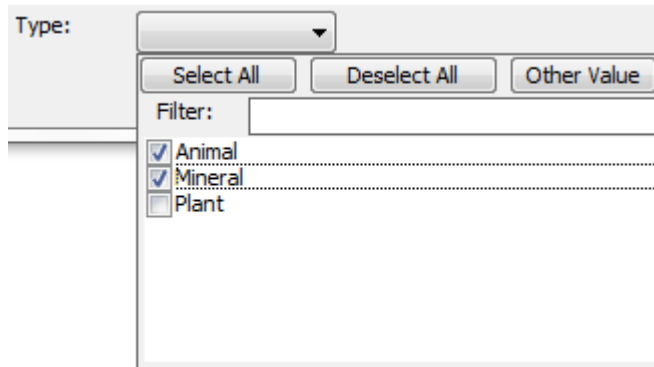 Type:
Select All Deselect All Other Value
Filter:
Animal
Mineral
Plant